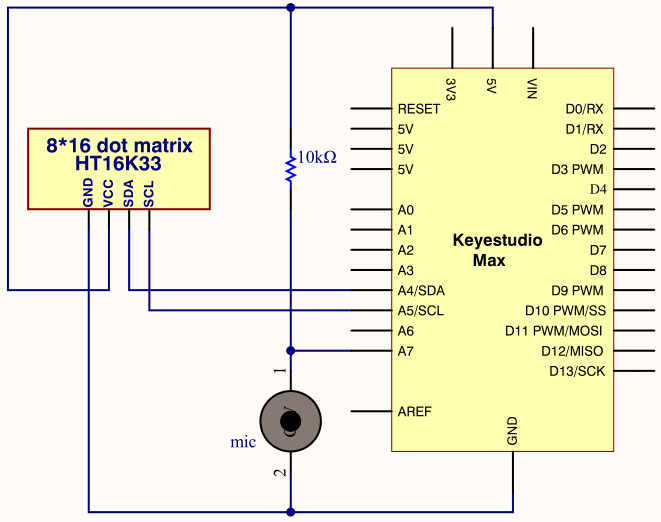 3V3
5V
VIN
8*16 dot matrix
HT16K33
GND
VCC
SDA
SCL
10kΩ
RESET
5V
5V
5V
A0
A1
A2
A3
A4/SDA
A5/SCL
A6
A7
AREF
Keyestudio
Max
D0/RX
D1/RX
D2
D3 PWM
D4
D5 PWM
D6 PWM
D7
D8
D9 PWM
D10 PWM/SS
D11 PWM/MOSI
D12/MISO
D13/SCK
GND
1
mic
2